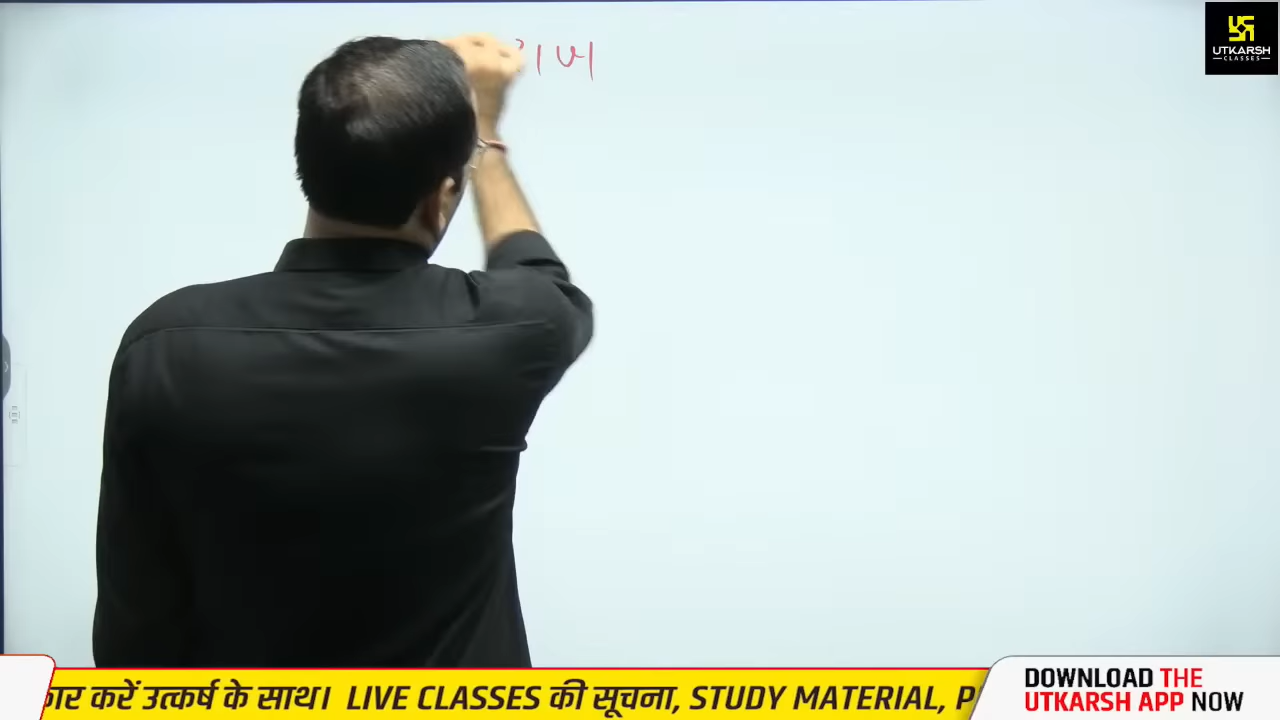 UTKARSH
CLASSES
कार करें उत्कर्ष के साथ। LIVE CLASSES की सूचना, STUDY MATERIAL, P
DOWNLOAD THE
UTKARSH APP NOW